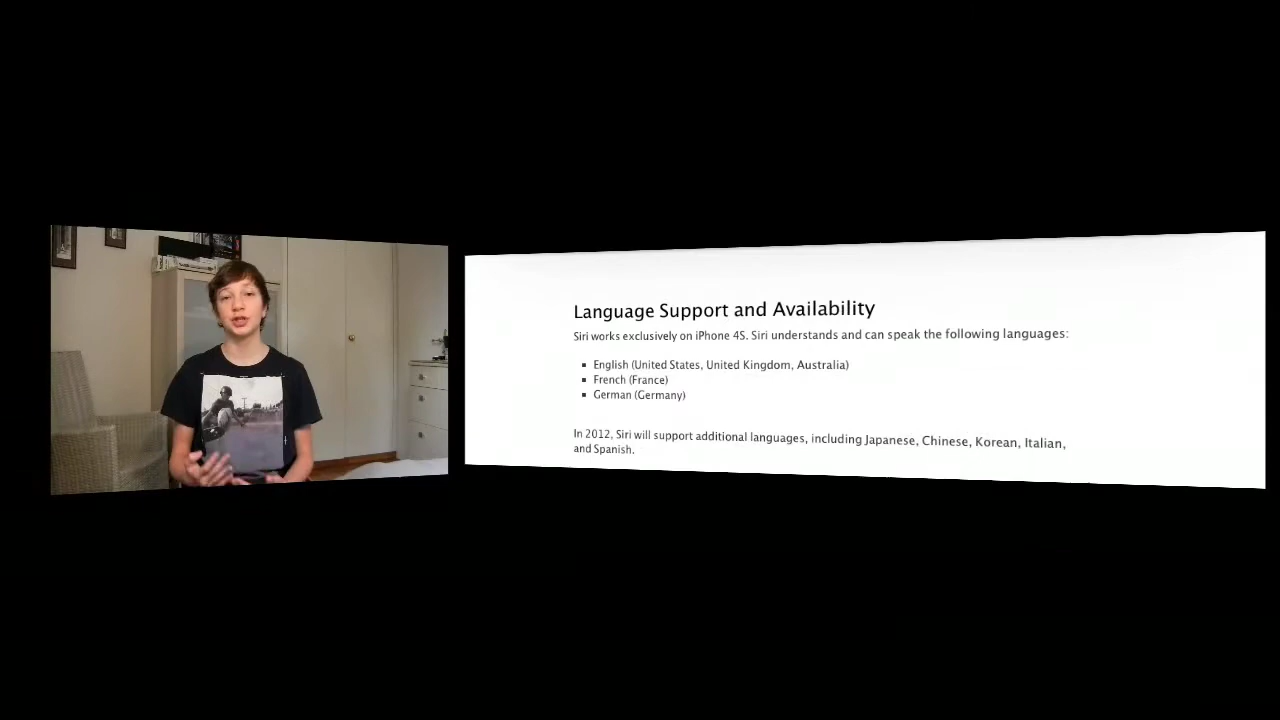 Language Support and Availability
Siri works exclusively on iPhone 4S. Siri understands and can speak the following languages:
▪ English (United States, United Kingdom, Australia)
▪ French (France)
▪ German (Germany)
In 2012, Siri will support additional languages, including Japanese, Chinese, Korean, Italian,
and Spanish.